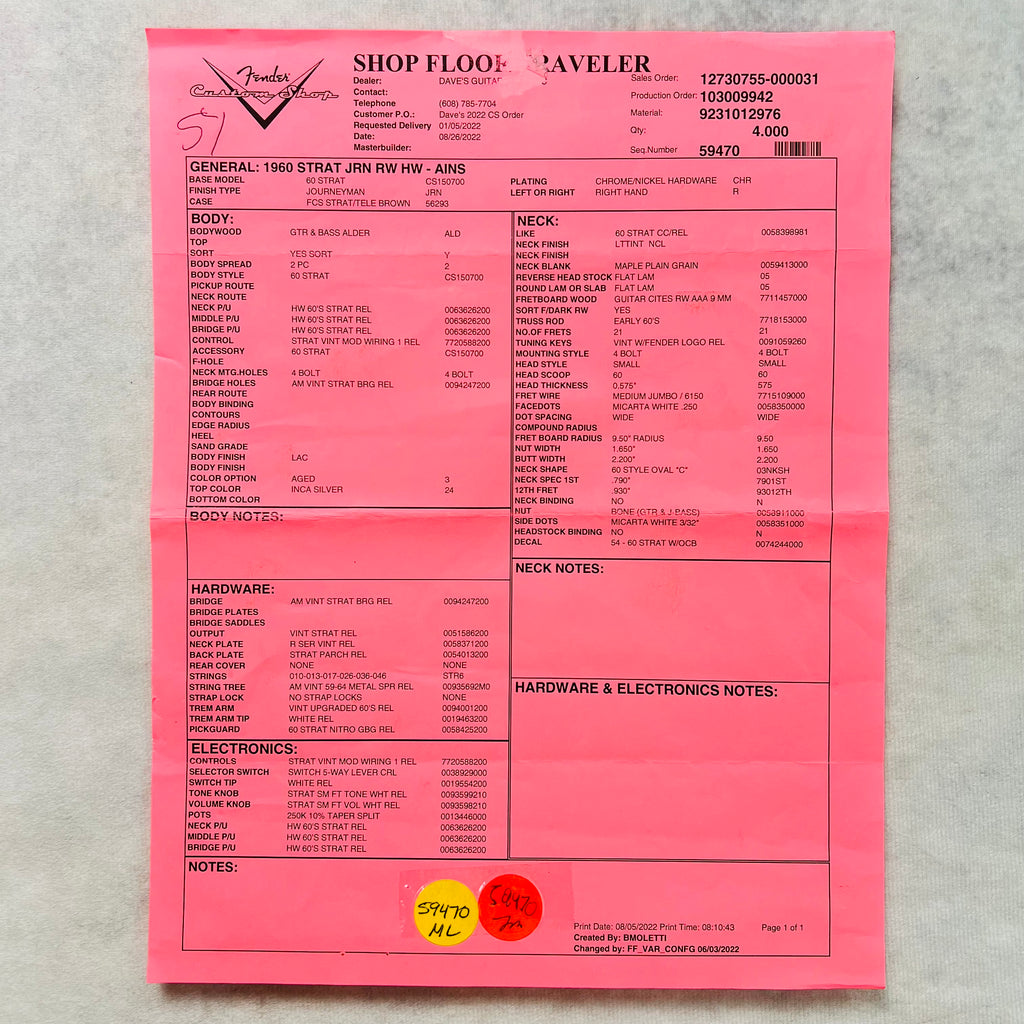 Fender
Custom Shop
51
SHOP FLOOR TRAVELER
Dealer: DAVE'S GUITAR
Contact:
Telephone (608) 785-7704
Customer P.O.: Dave's 2022 CS Order
Requested Delivery 01/05/2022
Date: 08/26/2022
Masterbuilder:
Sales Order: 12730755-000031
Production Order: 103009942
Material: 9231012976
Qty: 4.000
Seq.Number 59470
GENERAL: 1960 STRAT JRN RW HW - AINS
BASE MODEL 60 STRAT CS150700
FINISH TYPE JOURNEYMAN JRN
CASE FCS STRAT/TELE BROWN 56293
PLATING CHROME/NICKEL HARDWARE CHR
LEFT OR RIGHT RIGHT HAND R
BODY:
BODYWOOD GTR & BASS ALDER ALD
TOP
SORT YES SORT Y
BODY SPREAD 2 PC 2
BODY STYLE 60 STRAT CS150700
PICKUP ROUTE
NECK ROUTE
NECK P/U HW 60'S STRAT REL 0063626200
MIDDLE P/U HW 60'S STRAT REL 0063626200
BRIDGE P/U HW 60'S STRAT REL 0063626200
CONTROL STRAT VINT MOD WIRING 1 REL 7720588200
ACCESSORY 60 STRAT CS150700
F-HOLE
NECK MTG.HOLES 4 BOLT 4 BOLT
BRIDGE HOLES AM VINT STRAT BRG REL 0094247200
REAR ROUTE
BODY BINDING
CONTOURS
EDGE RADIUS
HEEL
SAND GRADE
BODY FINISH LAC
BODY FINISH
COLOR OPTION AGED 3
TOP COLOR INCA SILVER 24
BOTTOM COLOR
BODY NOTES:
HARDWARE:
BRIDGE AM VINT STRAT BRG REL 0094247200
BRIDGE PLATES
BRIDGE SADDLES
OUTPUT VINT STRAT REL 0051586200
NECK PLATE R SER VINT REL 0058371200
BACK PLATE STRAT PARCH REL 0054013200
REAR COVER NONE NONE
STRINGS 010-013-017-026-036-046 STR6
STRING TREE AM VINT 59-64 METAL SPR REL 00935692M0
STRAP LOCK NO STRAP LOCKS NONE
TREM ARM VINT UPGRADED 60'S REL 0094001200
TREM ARM TIP WHITE REL 0019463200
PICKGUARD 60 STRAT NITRO GBG REL 0058425200
ELECTRONICS:
CONTROLS STRAT VINT MOD WIRING 1 REL 7720588200
SELECTOR SWITCH SWITCH 5-WAY LEVER CRL 0038929000
SWITCH TIP WHITE REL 0019554200
TONE KNOB STRAT SM FT TONE WHT REL 0093599210
VOLUME KNOB STRAT SM FT VOL WHT REL 0093598210
POTS 250K 10% TAPER SPLIT 0013446000
NECK P/U HW 60'S STRAT REL 0063626200
MIDDLE P/U HW 60'S STRAT REL 0063626200
BRIDGE P/U HW 60'S STRAT REL 0063626200
NECK:
LIKE 60 STRAT CC/REL 0058398981
NECK FINISH LTTINT NCL
NECK FINISH
NECK BLANK MAPLE PLAIN GRAIN 0059413000
REVERSE HEAD STOCK FLAT LAM 05
ROUND LAM OR SLAB FLAT LAM 05
FRETBOARD WOOD GUITAR CITES RW AAA 9 MM 7711457000
SORT F/DARK RW YES
TRUSS ROD EARLY 60'S 7718153000
NO.OF FRETS 21 21
TUNING KEYS VINT W/FENDER LOGO REL 0091059260
MOUNTING STYLE 4 BOLT 4 BOLT
HEAD STYLE SMALL SMALL
HEAD SCOOP 60 60
HEAD THICKNESS 0.575" 575
FRET WIRE MEDIUM JUMBO / 6150 7715109000
FACEDOTS MICARTA WHITE .250 0058350000
DOT SPACING WIDE WIDE
COMPOUND RADIUS
FRET BOARD RADIUS 9.50" RADIUS 9.50
NUT WIDTH 1.650" 1.650
BUTT WIDTH 2.200" 2.200
NECK SHAPE 60 STYLE OVAL "C" 03NKSH
NECK SPEC 1ST .790" 7901ST
12TH FRET .930" 93012TH
NECK BINDING NO N
NUT BONE (GTR & J-BASS) 0058911000
SIDE DOTS MICARTA WHITE 3/32" 0058351000
HEADSTOCK BINDING NO N
DECAL 54 - 60 STRAT W/OCB 0074244000
NECK NOTES:
HARDWARE & ELECTRONICS NOTES:
NOTES:
59470
ML
59470
Print Date: 08/05/2022 Print Time: 08:10:43 Page 1 of 1
Created By: BMOLETTI
Changed by: FF_VAR_CONFG 06/03/2022